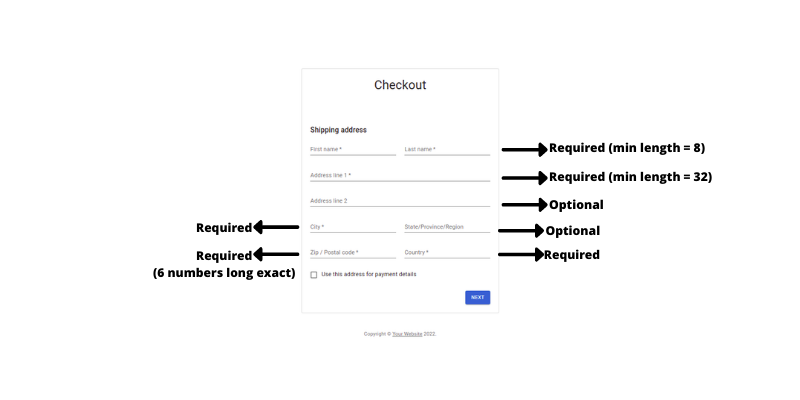 Checkout
Shipping address
First name * Last name * Required (min length = 8)
Address line 1 * Required (min length = 32)
Address line 2 Optional
Required City * State/Province/Region Optional
Required Zip / Postal code * Country * Required
(6 numbers long exact)
Use this address for payment details
NEXT
Copyright © Your Website 2022.